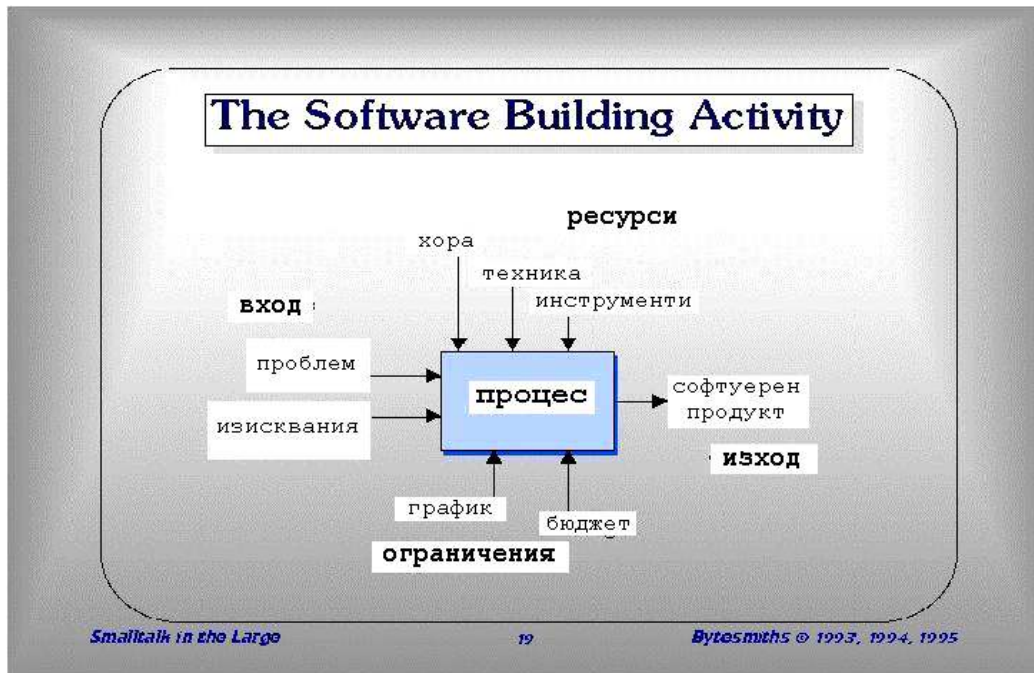 The Software Building Activity
ресурси
хора
техника
инструменти
вход
проблем
изисквания
процес
софтуерен
продукт
изход
график
бюджет
ограничения
Smalltalk in the Large
19
Bytesmiths © 1993, 1994, 1995